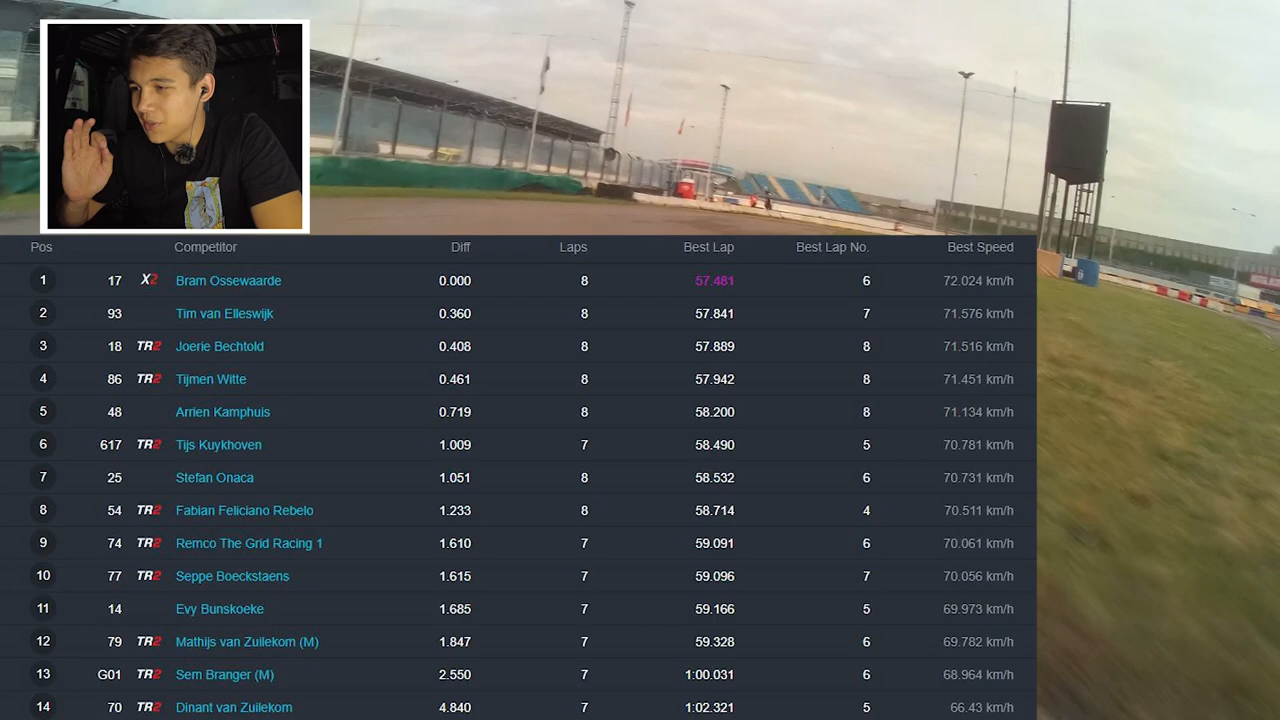 Pos Competitor Diff Laps Best Lap Best Lap No. Best Speed
1 17 X2 Bram Ossewaarde 0.000 8 57.481 6 72.024 km/h
2 93 Tim van Elleswijk 0.360 8 57.841 7 71.576 km/h
3 18 TR2 Joerie Bechtold 0.408 8 57.889 8 71.516 km/h
4 86 TR2 Tijmen Witte 0.461 8 57.942 8 71.451 km/h
5 48 Arrien Kamphuis 0.719 8 58.200 8 71.134 km/h
6 617 TR2 Tijs Kuykhoven 1.009 7 58.490 5 70.781 km/h
7 25 Stefan Onaca 1.051 8 58.532 6 70.731 km/h
8 54 TR2 Fabian Feliciano Rebelo 1.233 8 58.714 4 70.511 km/h
9 74 TR2 Remco The Grid Racing 1 1.610 7 59.091 6 70.061 km/h
10 77 TR2 Seppe Boeckstaens 1.615 7 59.096 7 70.056 km/h
11 14 Evy Bunskoeke 1.685 7 59.166 5 69.973 km/h
12 79 TR2 Mathijs van Zuilekom (M) 1.847 7 59.328 6 69.782 km/h
13 G01 TR2 Sem Branger (M) 2.550 7 1:00.031 6 68.964 km/h
14 70 TR2 Dinant van Zuilekom 4.840 7 1:02.321 5 66.43 km/h